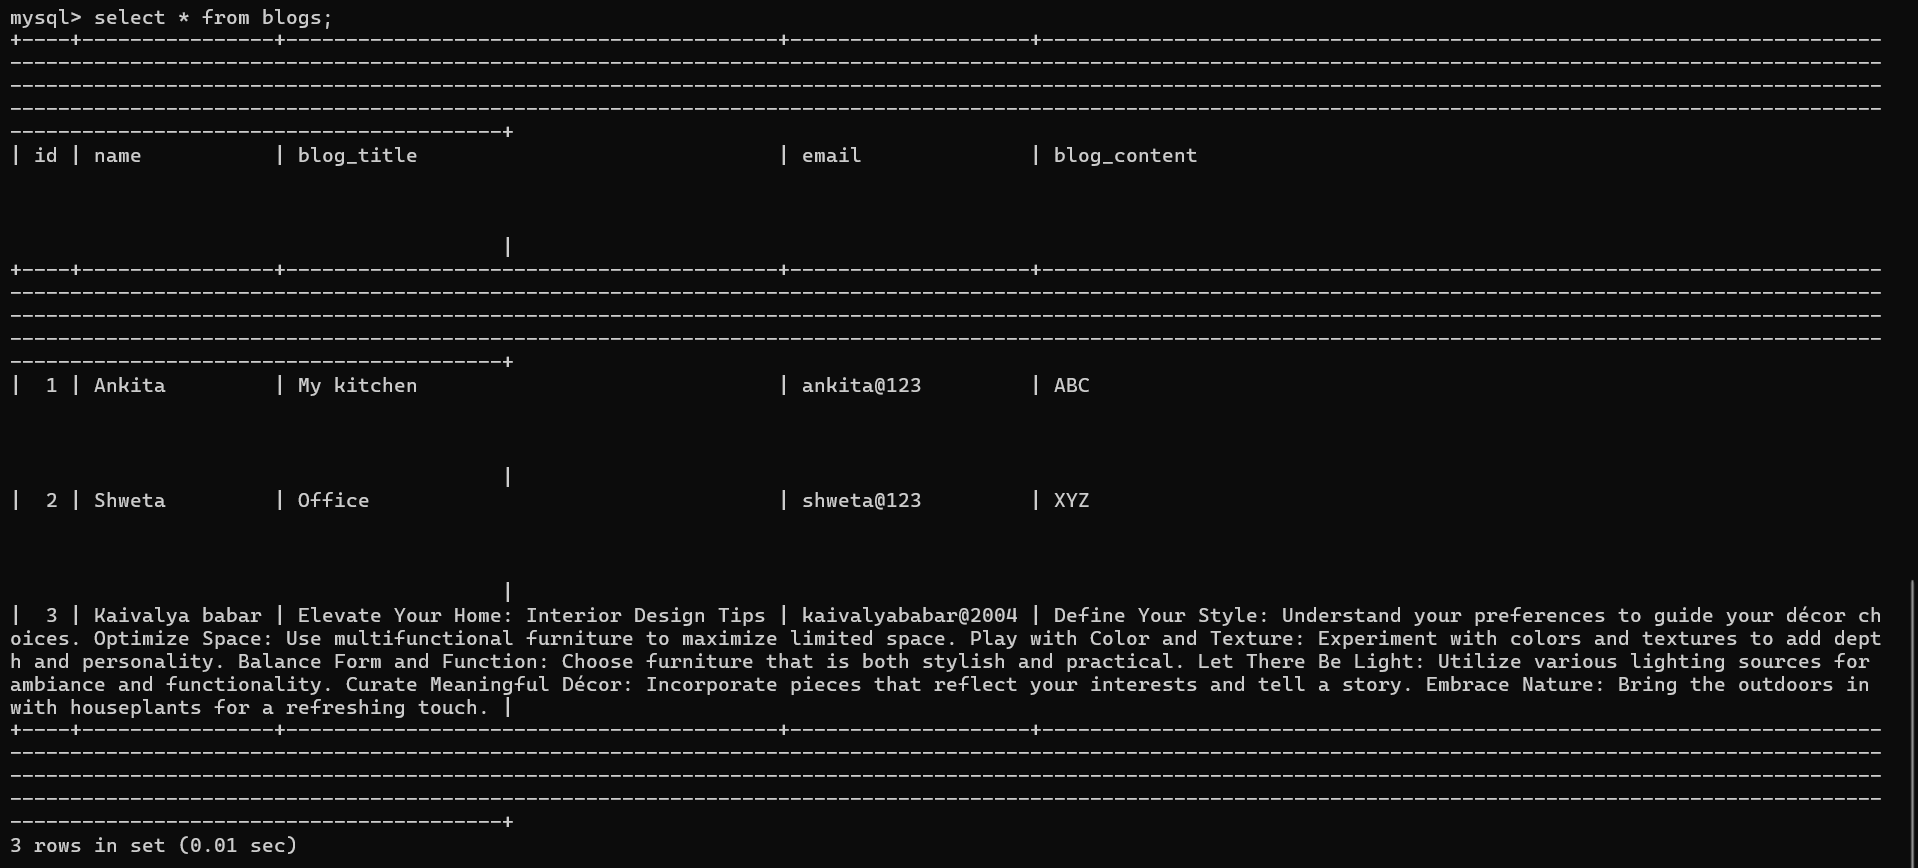 mysql> select * from blogs;
+----+----------------+-----------------------------------------+--------------------+----------------------------------------------------------------------
------------------------------------------------------------------------------------------------------------------------------------------------------------
------------------------------------------------------------------------------------------------------------------------------------------------------------
------------------------------------------------------------------------------------------------------------------------------------------------------------
-----------------------------------------+
| id | name           | blog_title                              | email              | blog_content
                                         |
+----+----------------+-----------------------------------------+--------------------+----------------------------------------------------------------------
------------------------------------------------------------------------------------------------------------------------------------------------------------
------------------------------------------------------------------------------------------------------------------------------------------------------------
------------------------------------------------------------------------------------------------------------------------------------------------------------
-----------------------------------------+
|  1 | Ankita         | My kitchen                              | ankita@123         | ABC
                                         |
|  2 | Shweta         | Office                                  | shweta@123         | XYZ
                                         |
|  3 | Kaivalya babar | Elevate Your Home: Interior Design Tips | kaivalyababar@2004 | Define Your Style: Understand your preferences to guide your décor ch
oices. Optimize Space: Use multifunctional furniture to maximize limited space. Play with Color and Texture: Experiment with colors and textures to add dept
h and personality. Balance Form and Function: Choose furniture that is both stylish and practical. Let There Be Light: Utilize various lighting sources for
ambiance and functionality. Curate Meaningful Décor: Incorporate pieces that reflect your interests and tell a story. Embrace Nature: Bring the outdoors in
with houseplants for a refreshing touch. |
+----+----------------+-----------------------------------------+--------------------+----------------------------------------------------------------------
------------------------------------------------------------------------------------------------------------------------------------------------------------
------------------------------------------------------------------------------------------------------------------------------------------------------------
------------------------------------------------------------------------------------------------------------------------------------------------------------
-----------------------------------------+
3 rows in set (0.01 sec)